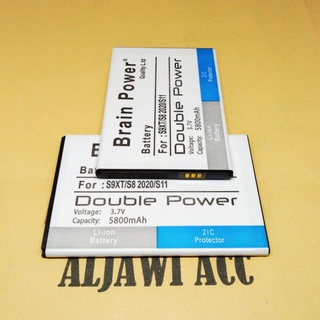 Brain Power®
Quality Ltd
Battery
For : S9XT/S8 2020/S11
Double Power
Voltage: 3.7V
Capacity: 5800mAh
Li-ion
Battery
2IC
Protector
Brain
Bat
For : S9XT/S8 2020/S11
Double Power
Voltage: 3.7V
Capacity: 5800mAh
Li-ion
Battery
2IC
Protector
ALJAWI ACC